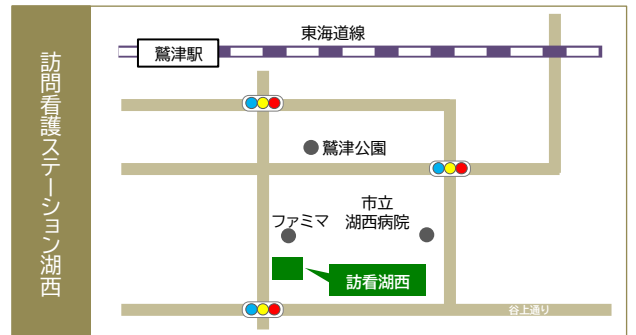 訪問看護ステーション湖西
東海道線
鷲津駅
鷲津公園
市立
湖西病院
ファミマ
訪看湖西
谷上通り